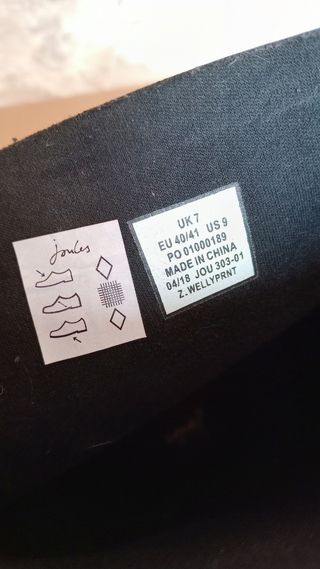 Joules
UK 7
EU 40/41 US 9
PO 01000189
MADE IN CHINA
04/18 JOU 303-01
Z.WELLYPRNT